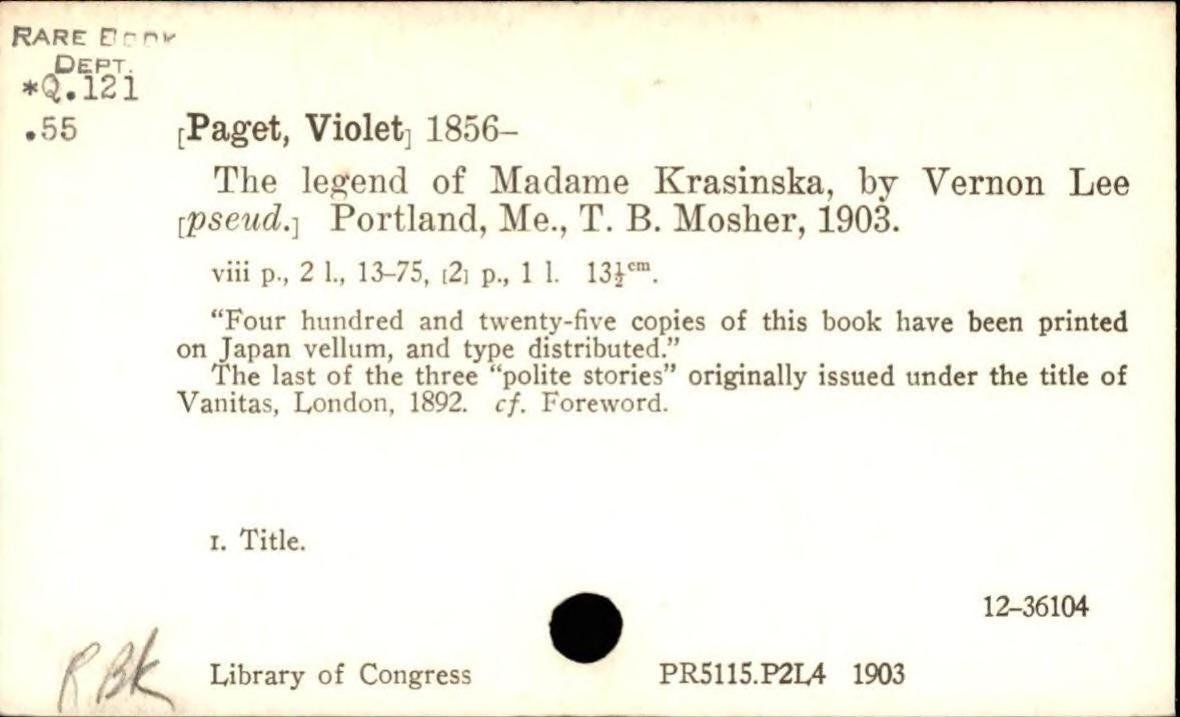 RARE BOOK
DEPT.
*Q.121
.55
[Paget, Violet] 1856–
The legend of Madame Krasinska, by Vernon Lee
[pseud.] Portland, Me., T. B. Mosher, 1903.
viii p., 2 l., 13–75, [2] p., 1 l. 13½cm.
“Four hundred and twenty-five copies of this book have been printed
on Japan vellum, and type distributed.”
The last of the three “polite stories” originally issued under the title of
Vanitas, London, 1892. cf. Foreword.
1. Title.
12–36104
RBk
Library of Congress PR5115.P2L4 1903